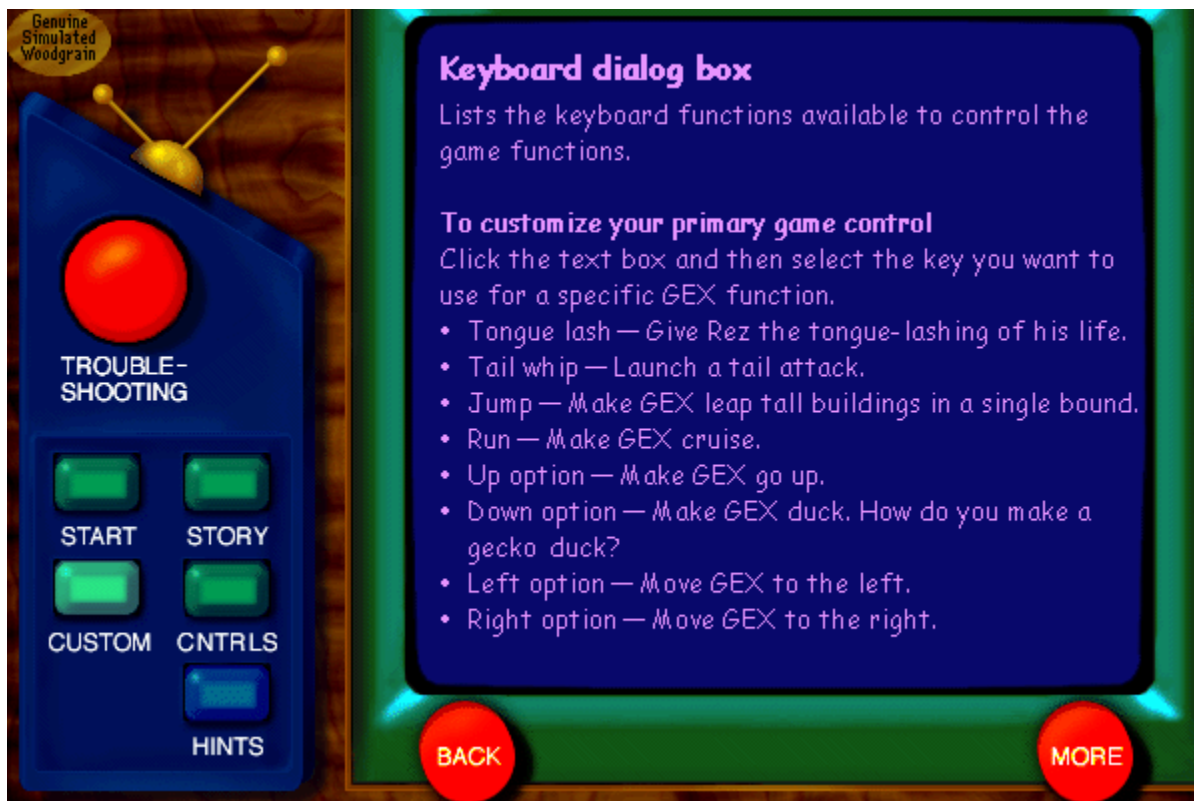 Genuine
Simulated
Woodgrain
TROUBLE-
SHOOTING
START
STORY
CUSTOM
CNTRLS
HINTS
Keyboard dialog box
Lists the keyboard functions available to control the
game functions.
To customize your primary game control
Click the text box and then select the key you want to
use for a specific GEX function.
• Tongue lash — Give Rez the tongue-lashing of his life.
• Tail whip — Launch a tail attack.
• Jump — Make GEX leap tall buildings in a single bound.
• Run — Make GEX cruise.
• Up option — Make GEX go up.
• Down option — Make GEX duck. How do you make a
gecko duck?
• Left option — Move GEX to the left.
• Right option — Move GEX to the right.
BACK
MORE